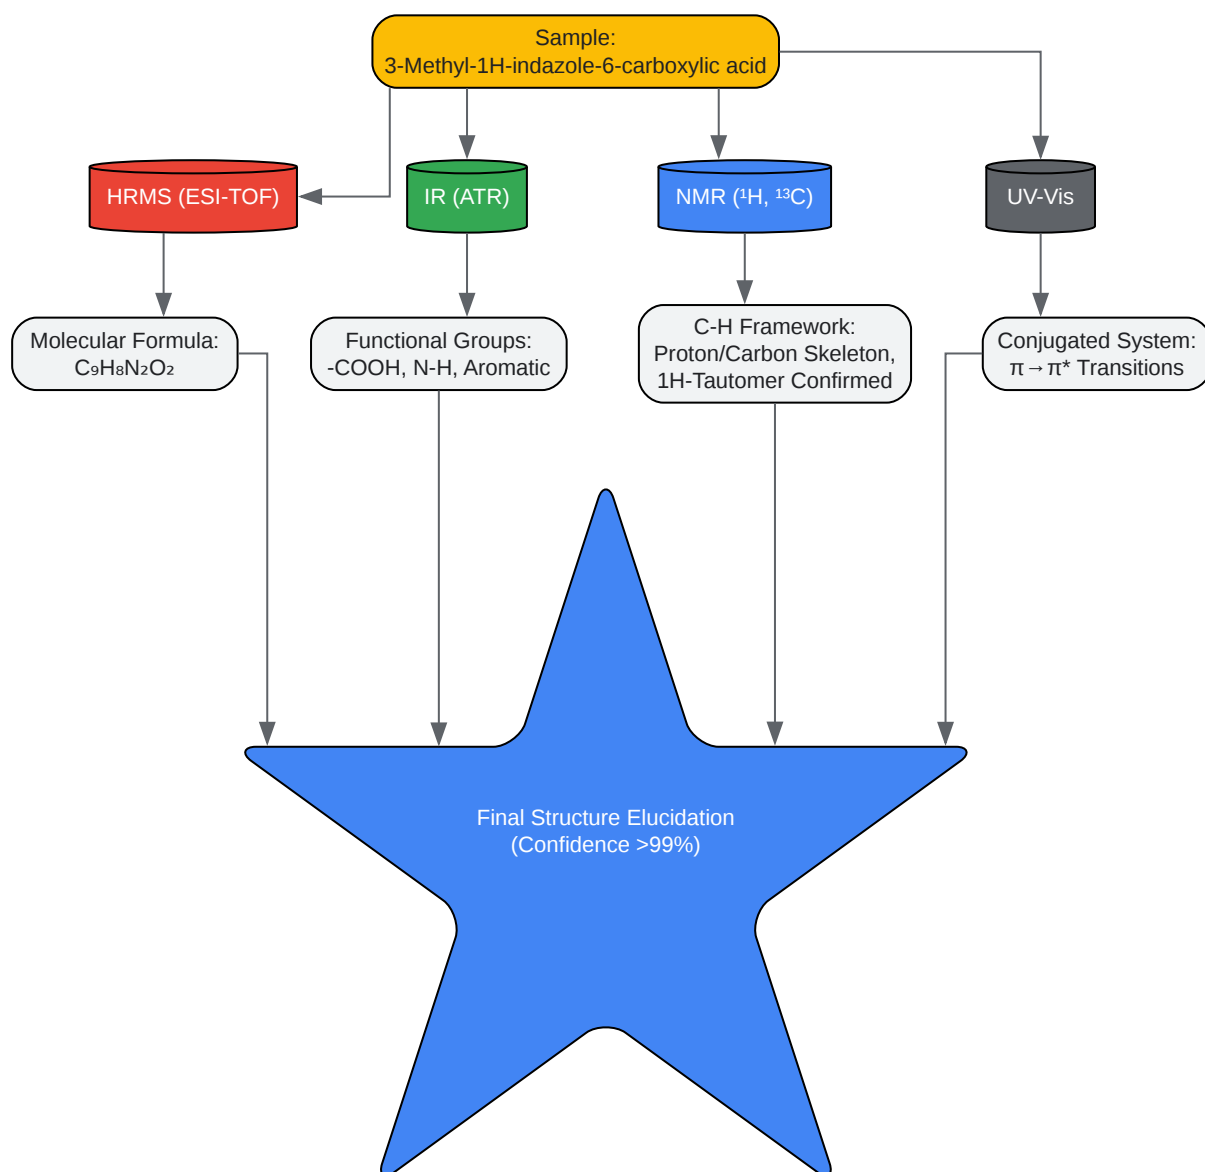 Sample:
3-Methyl-1H-indazole-6-carboxylic acid
HRMS (ESI-TOF)
IR (ATR)
NMR (¹H, ¹³C)
UV-Vis
Molecular Formula:
C₉H₈N₂O₂
Functional Groups:
-COOH, N-H, Aromatic
C-H Framework:
Proton/Carbon Skeleton,
1H-Tautomer Confirmed
Conjugated System:
π→π* Transitions
Final Structure Elucidation
(Confidence >99%)